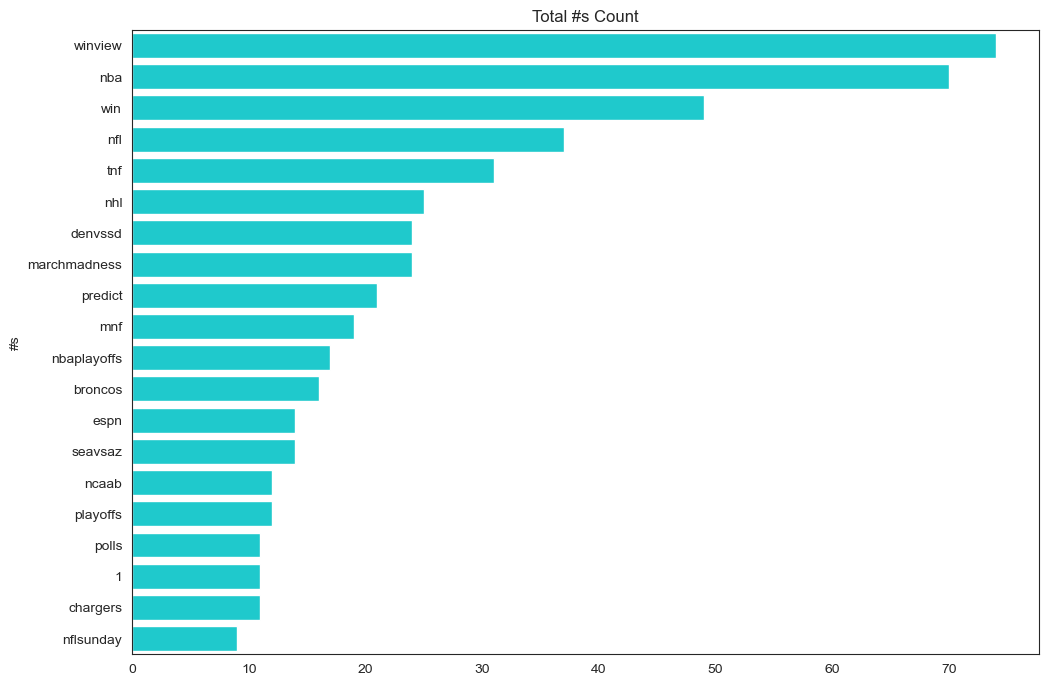 Total #s Count
winview
nba
win
nfl
tnf
nhl
denvssd
marchmadness
predict
mnf
nbaplayoffs
broncos
espn
seavsaz
ncaab
playoffs
polls
1
chargers
nflsunday
#s
0 10 20 30 40 50 60 70